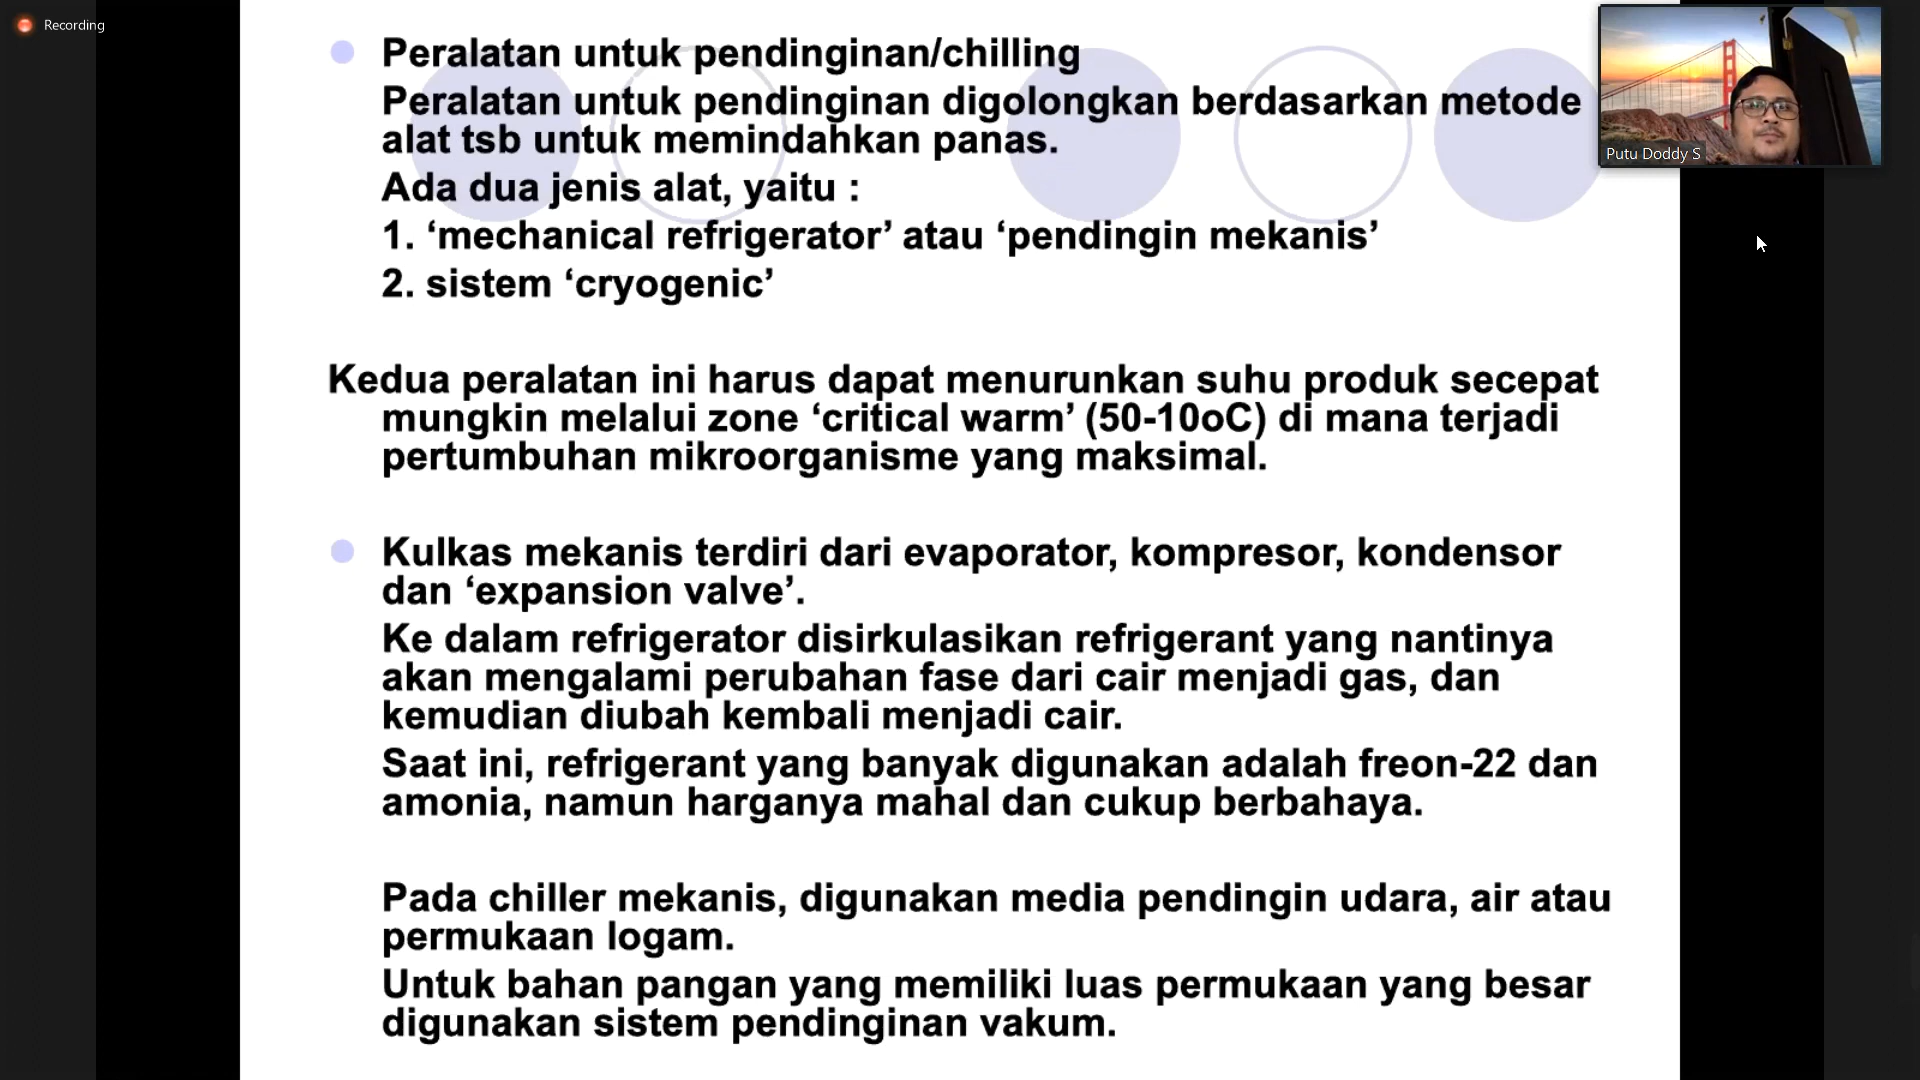 Recording
Peralatan untuk pendinginan/chilling
Peralatan untuk pendinginan digolongkan berdasarkan metode
alat tsb untuk memindahkan panas.
Ada dua jenis alat, yaitu :
1. ‘mechanical refrigerator’ atau ‘pendingin mekanis’
2. sistem ‘cryogenic’
Kedua peralatan ini harus dapat menurunkan suhu produk secepat
mungkin melalui zone ‘critical warm’ (50-10oC) di mana terjadi
pertumbuhan mikroorganisme yang maksimal.
Kulkas mekanis terdiri dari evaporator, kompresor, kondensor
dan ‘expansion valve’.
Ke dalam refrigerator disirkulasikan refrigerant yang nantinya
akan mengalami perubahan fase dari cair menjadi gas, dan
kemudian diubah kembali menjadi cair.
Saat ini, refrigerant yang banyak digunakan adalah freon-22 dan
amonia, namun harganya mahal dan cukup berbahaya.
Pada chiller mekanis, digunakan media pendingin udara, air atau
permukaan logam.
Untuk bahan pangan yang memiliki luas permukaan yang besar
digunakan sistem pendinginan vakum.
Putu Doddy S